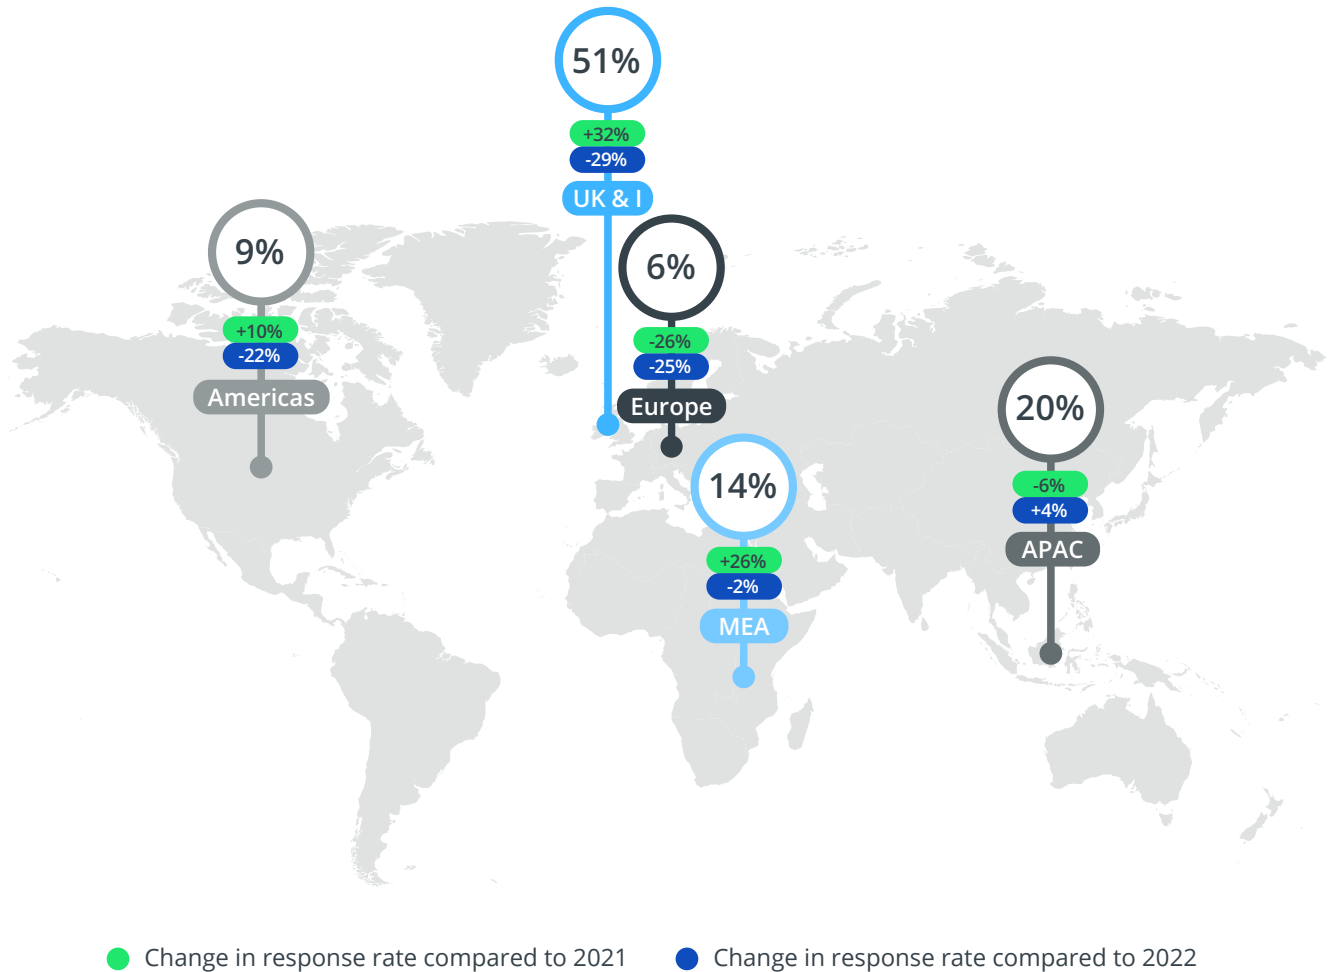 51%
+32%
-29%
UK & I
9%
+10%
-22%
Americas
6%
-26%
-25%
Europe
14%
+26%
-2%
MEA
20%
-6%
+4%
APAC
Change in response rate compared to 2021
Change in response rate compared to 2022